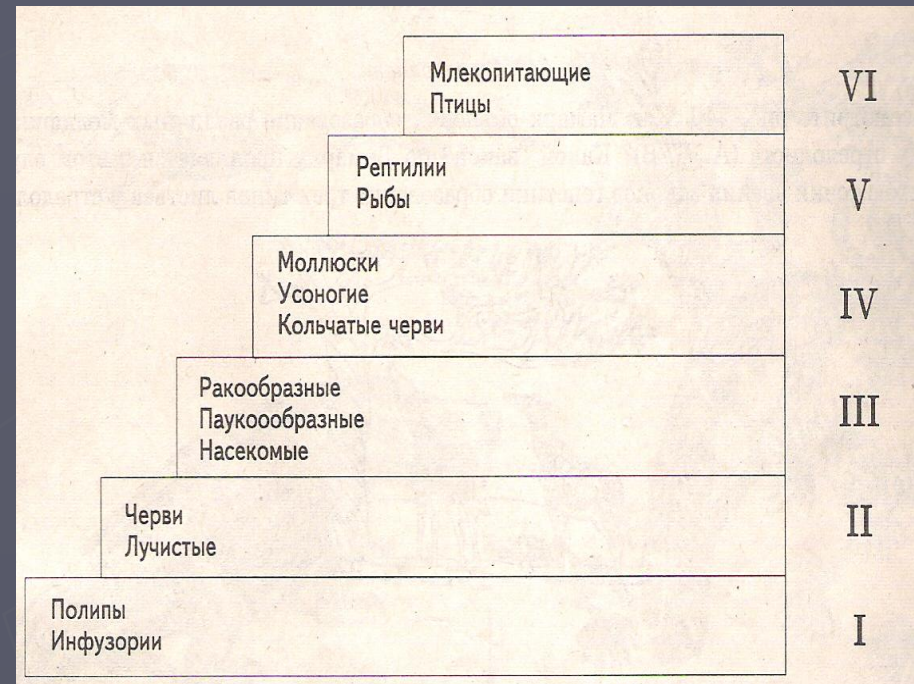 Млекопитающие
Птицы
VI
Рептилии
Рыбы
V
Моллюски
Усоногие
Кольчатые черви
IV
Ракообразные
Паукоообразные
Насекомые
III
Черви
Лучистые
II
Полипы
Инфузории
I